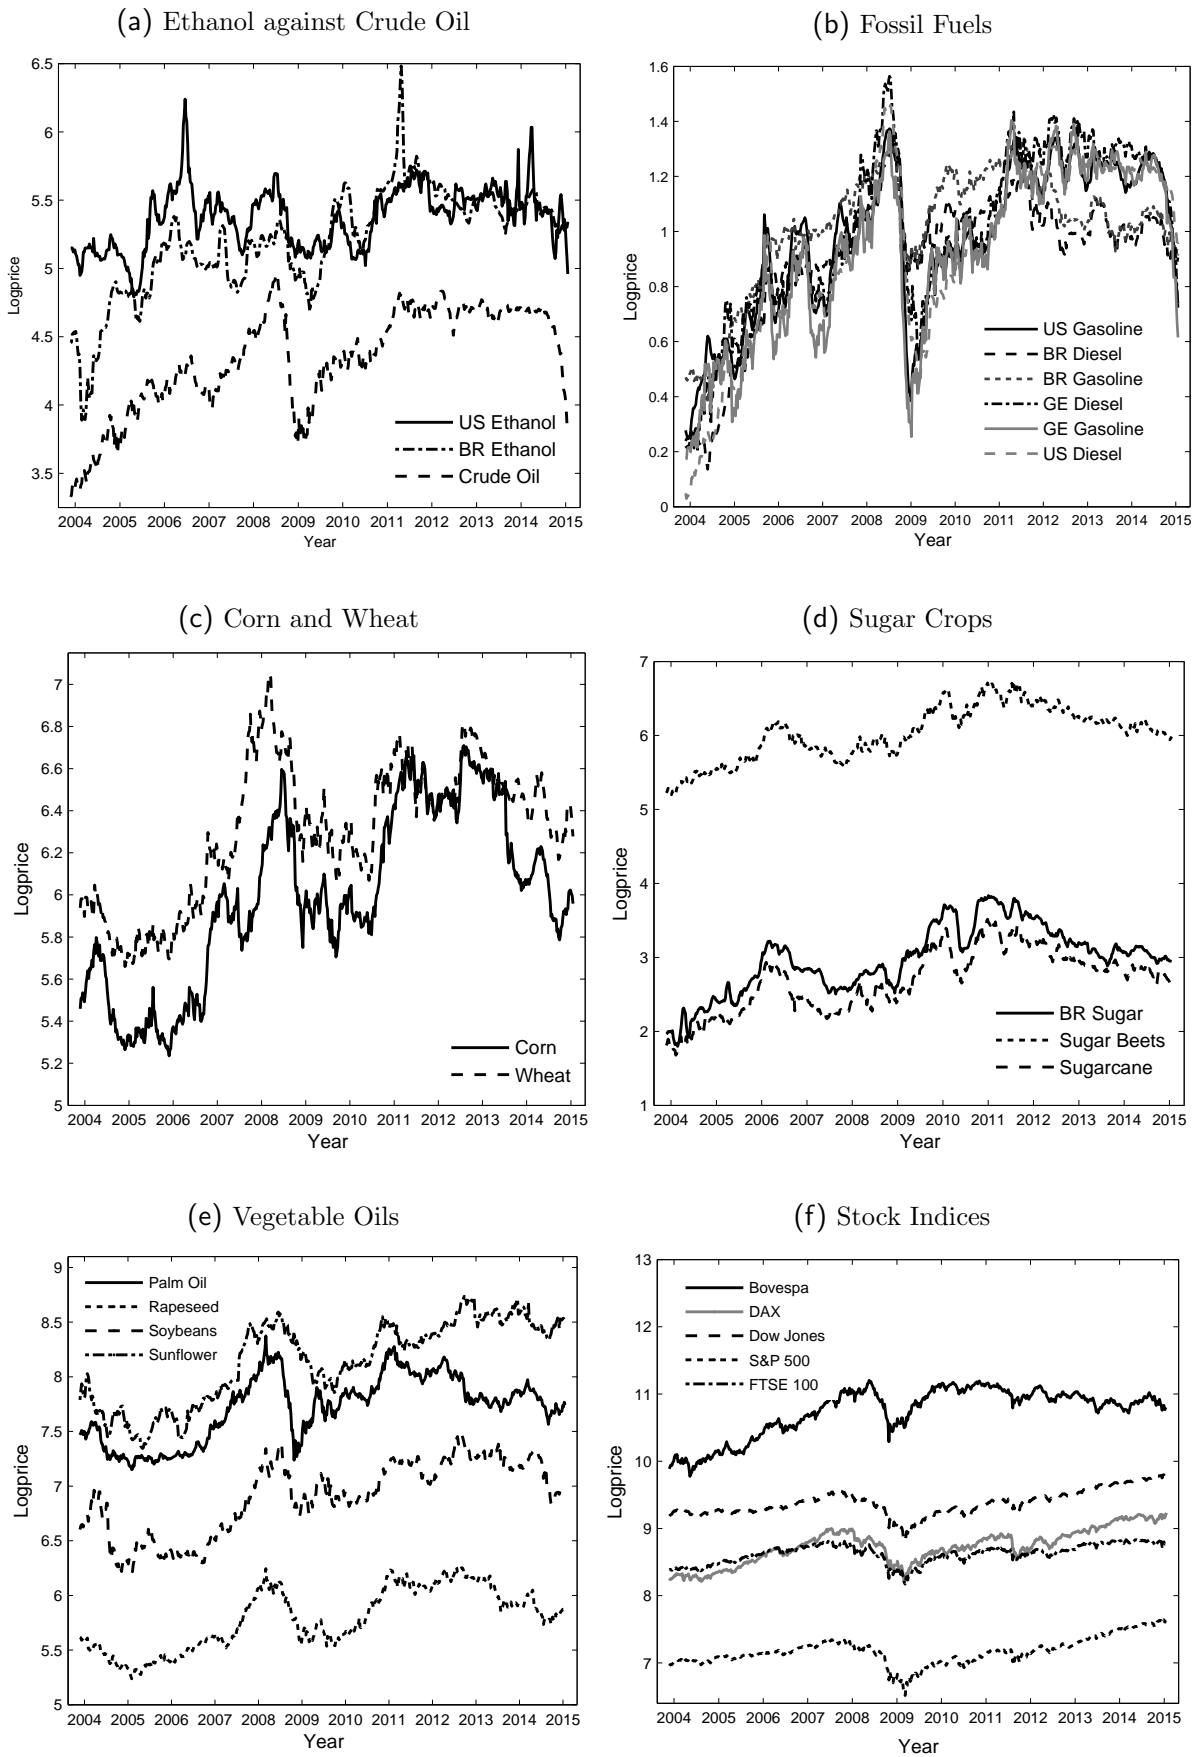 (a) Ethanol against Crude Oil
6.5
6
5.5
5
4.5
4
3.5
Logprice
US Ethanol
BR Ethanol
Crude Oil
2004 2005 2006 2007 2008 2009 2010 2011 2012 2013 2014 2015
Year
(b) Fossil Fuels
1.6
1.4
1.2
1
0.8
0.6
0.4
0.2
0
Logprice
US Gasoline
BR Diesel
BR Gasoline
GE Diesel
GE Gasoline
US Diesel
2004 2005 2006 2007 2008 2009 2010 2011 2012 2013 2014 2015
Year
(c) Corn and Wheat
7
6.8
6.6
6.4
6.2
6
5.8
5.6
5.4
5.2
5
Logprice
Corn
Wheat
2004 2005 2006 2007 2008 2009 2010 2011 2012 2013 2014 2015
Year
(d) Sugar Crops
7
6
5
4
3
2
1
Logprice
BR Sugar
Sugar Beets
Sugarcane
2004 2005 2006 2007 2008 2009 2010 2011 2012 2013 2014 2015
Year
(e) Vegetable Oils
9
8.5
8
7.5
7
6.5
6
5.5
5
Logprice
Palm Oil
Rapeseed
Soybeans
Sunflower
2004 2005 2006 2007 2008 2009 2010 2011 2012 2013 2014 2015
Year
(f) Stock Indices
13
12
11
10
9
8
7
Logprice
Bovespa
DAX
Dow Jones
S&P 500
FTSE 100
2004 2005 2006 2007 2008 2009 2010 2011 2012 2013 2014 2015
Year